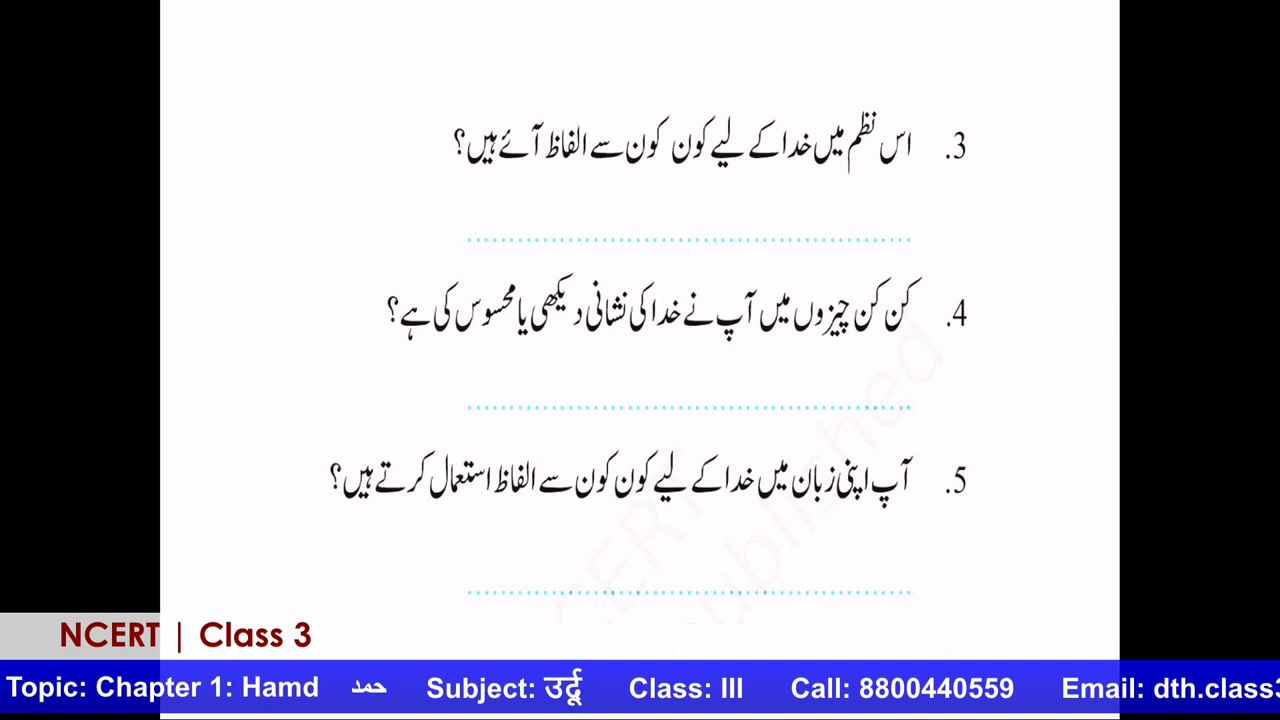 3. اس نظم میں خدا کے لیے کون کون سے الفاظ آئے ہیں؟
4. کن کن چیزوں میں آپ نے خدا کی نشانی دیکھی یا محسوس کی ہے؟
5. آپ اپنی زبان میں خدا کے لیے کون کون سے الفاظ استعمال کرتے ہیں؟
NCERT | Class 3
Topic: Chapter 1: Hamd حمد Subject: उर्दू Class: III Call: 8800440559 Email: dth.class3